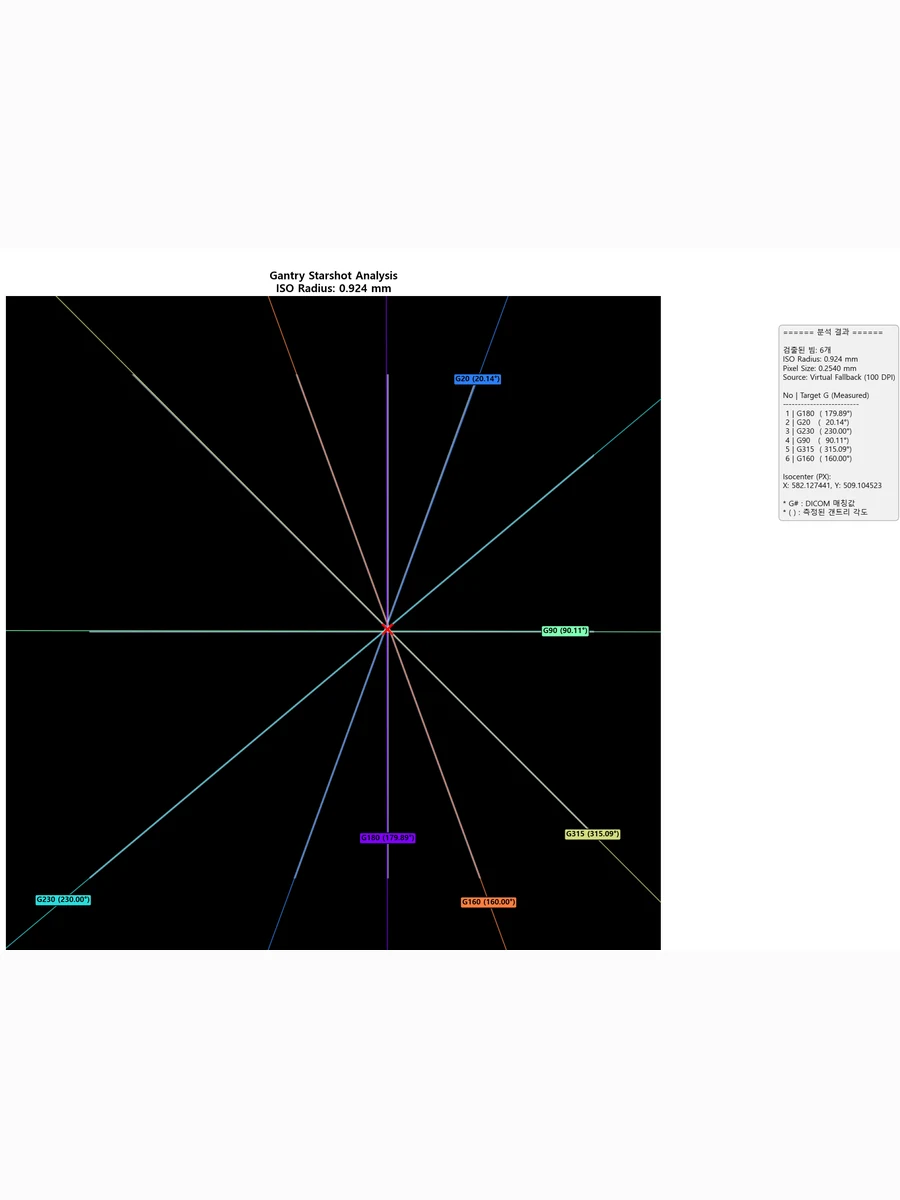 Gantry Starshot Analysis
ISO Radius: 0.924 mm
G20 (20.14°)
G90 (90.11°)
G180 (179.89°)
G315 (315.09°)
G230 (230.00°)
G160 (160.00°)
====== 분석 결과 ======
검출된 빔: 6개
ISO Radius: 0.924 mm
Pixel Size: 0.2540 mm
Source: Virtual Fallback (100 DPI)
No | Target G (Measured)
-------------------------
1 | G180 ( 179.89°)
2 | G20 ( 20.14°)
3 | G230 ( 230.00°)
4 | G90 ( 90.11°)
5 | G315 ( 315.09°)
6 | G160 ( 160.00°)
Isocenter (PX):
X: 582.127441, Y: 509.104523
* G# : DICOM 매칭값
* ( ) : 측정된 갠트리 각도